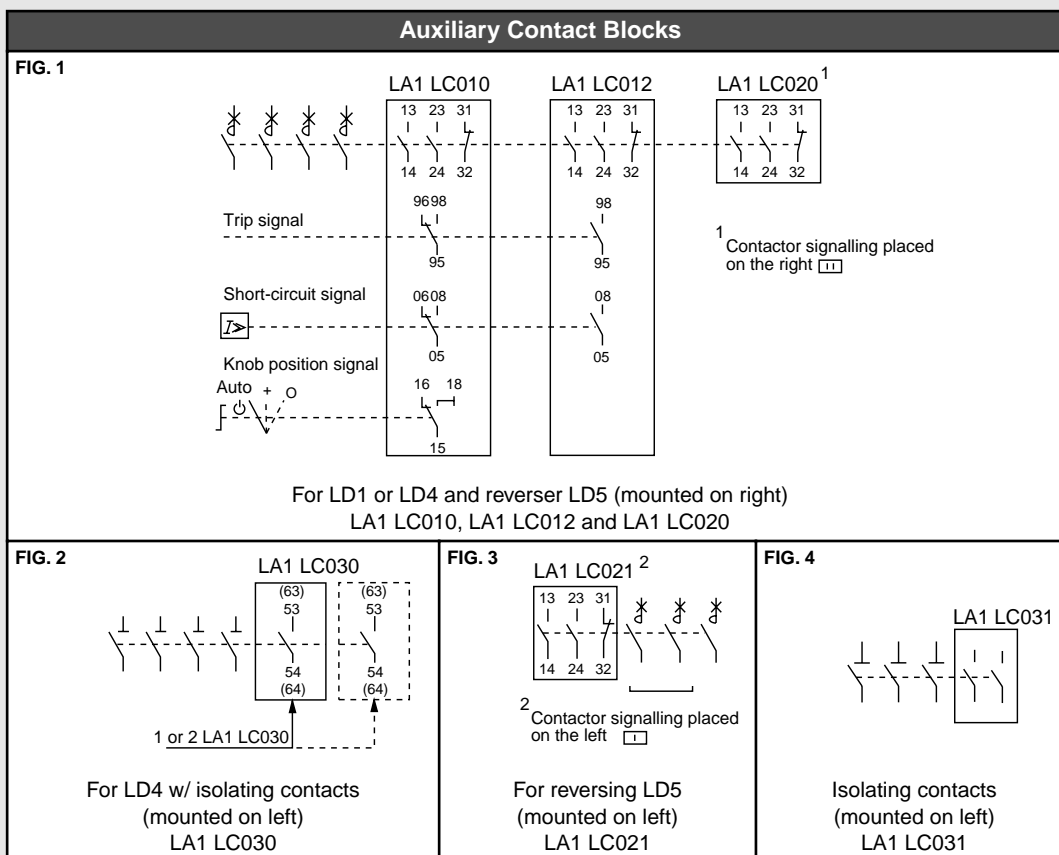 Auxiliary Contact Blocks
FIG. 1
LA1 LC010
LA1 LC012
LA1 LC020 1
13 23 31
13 23 31
13 23 31
14 24 32
14 24 32
14 24 32
Trip signal
96 98
98
95
95
1 Contactor signalling placed
on the right
Short-circuit signal
06 08
08
I>
05
05
Knob position signal
Auto + O
16 18
15
For LD1 or LD4 and reverser LD5 (mounted on right)
LA1 LC010, LA1 LC012 and LA1 LC020
FIG. 2
LA1 LC030
(63)
53
(63)
53
54
(64)
54
(64)
1 or 2 LA1 LC030
For LD4 w/ isolating contacts
(mounted on left)
LA1 LC030
FIG. 3
LA1 LC021 2
13 23 31
14 24 32
2 Contactor signalling placed
on the left
For reversing LD5
(mounted on left)
LA1 LC021
FIG. 4
LA1 LC031
Isolating contacts
(mounted on left)
LA1 LC031